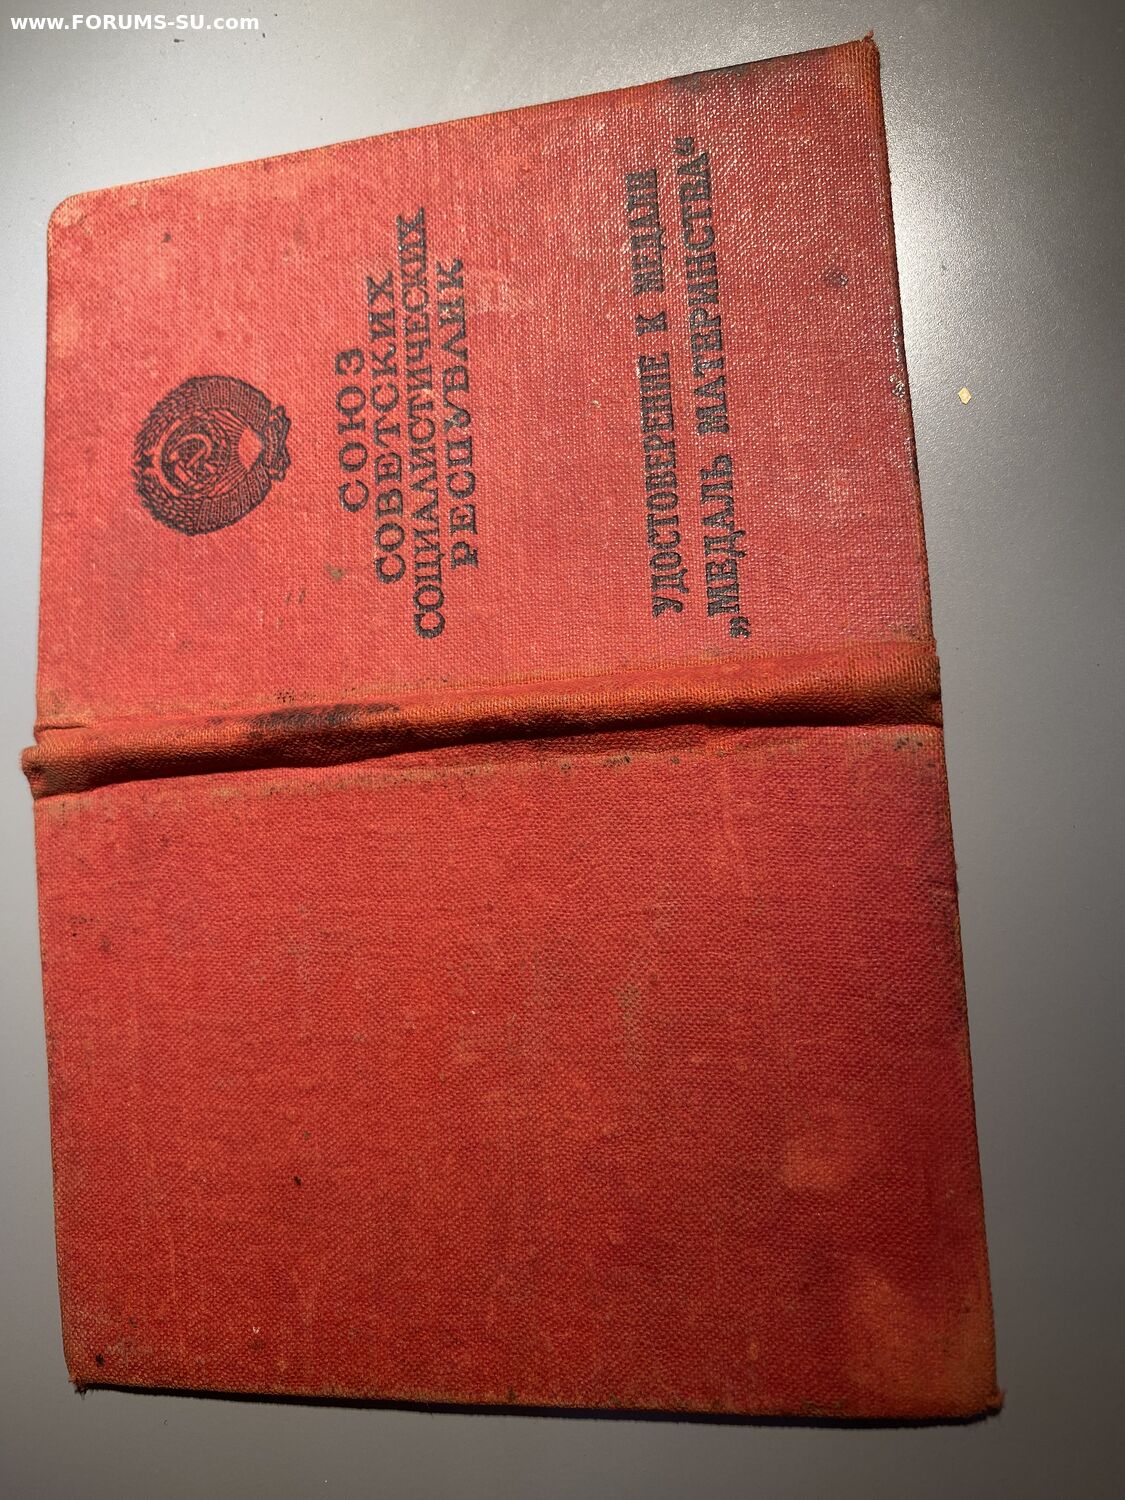 www.FORUMS-SU.com
СОЮЗ
СОВЕТСКИХ
СОЦИАЛИСТИЧЕСКИХ
РЕСПУБЛИК
УДОСТОВЕРЕНИЕ К МЕДАЛИ
„МЕДАЛЬ МАТЕРИНСТВА“